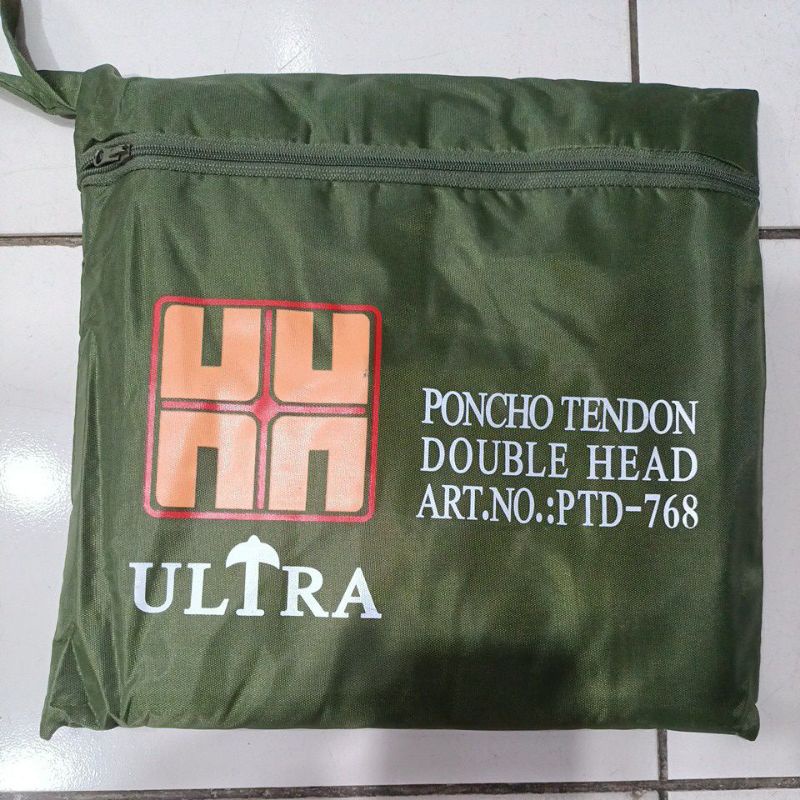 PONCHO TENDON
DOUBLE HEAD
ART.NO.:PTD-768
ULTRA